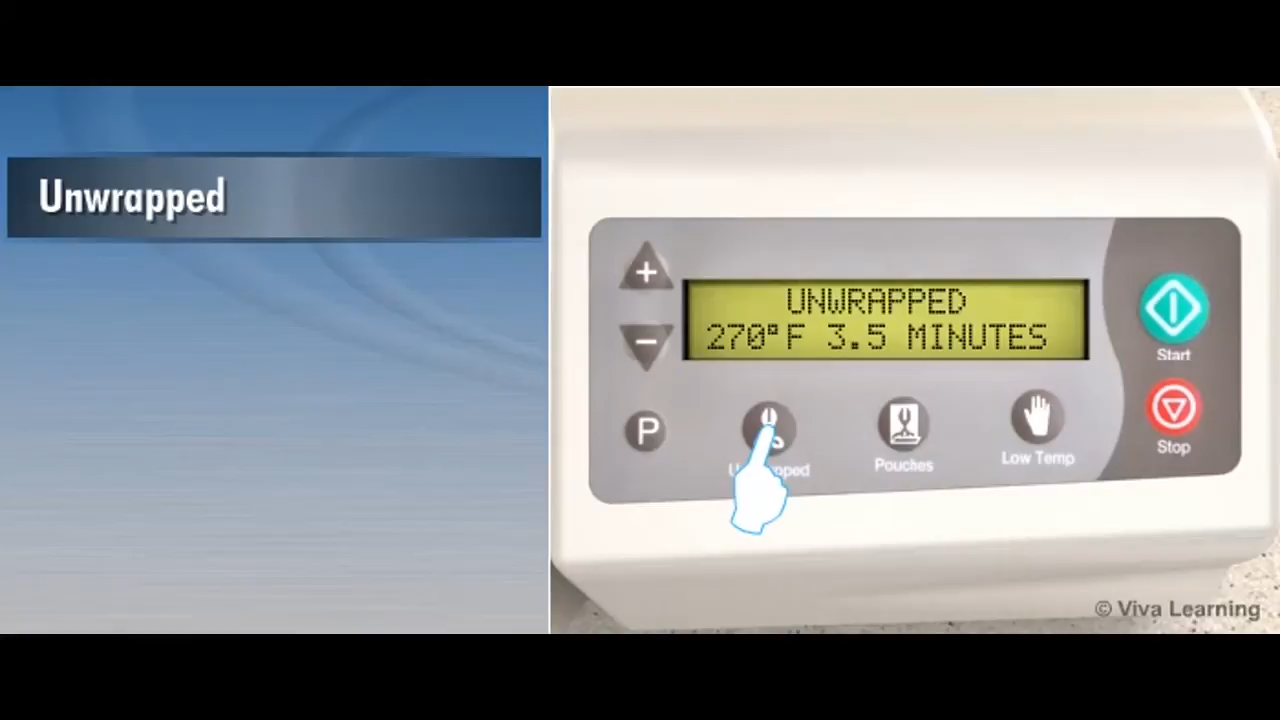 Unwrapped
+
UNWRAPPED
270°F 3.5 MINUTES
−
Start
P
Pouches
Low Temp
Stop
© Viva Learning